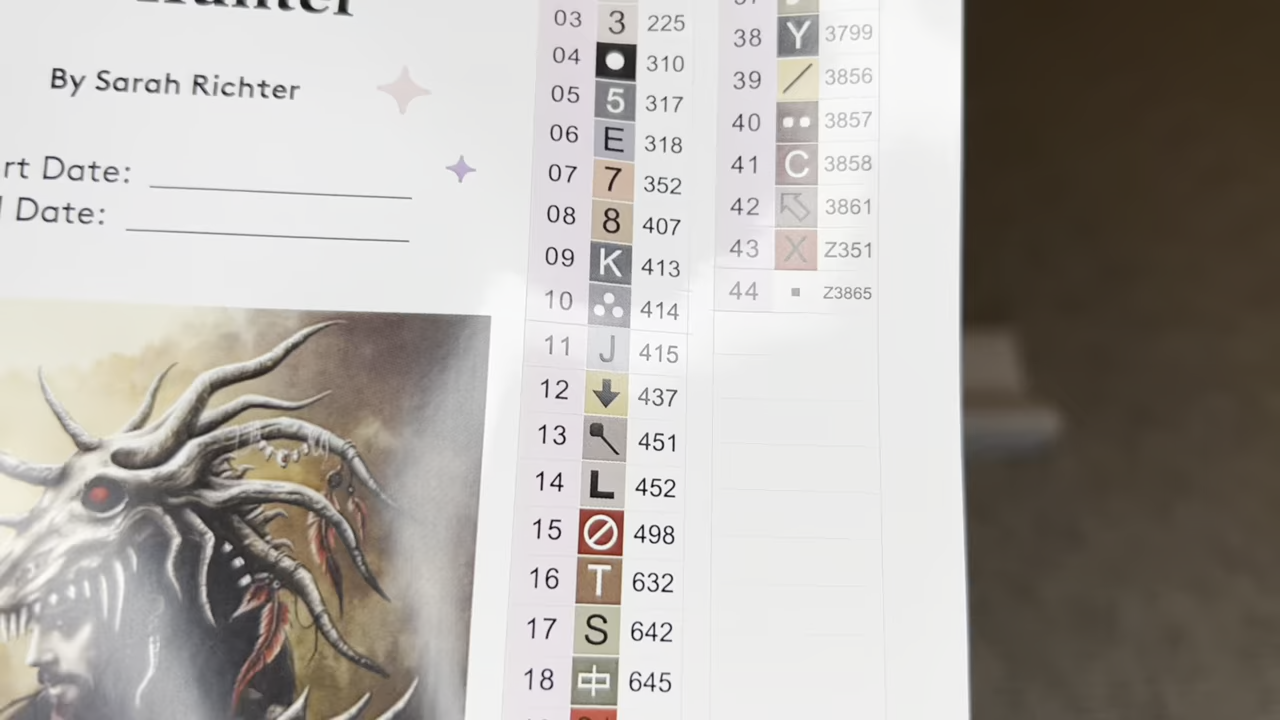 Hunter
By Sarah Richter
rt Date:
Date:
03 3 225
04 310
05 5 317
06 E 318
07 7 352
08 8 407
09 K 413
10 414
11 J 415
12 437
13 451
14 L 452
15 498
16 T 632
17 S 642
18 中 645
38 Y 3799
39 / 3856
40 3857
41 C 3858
42 3861
43 X Z351
44 Z3865